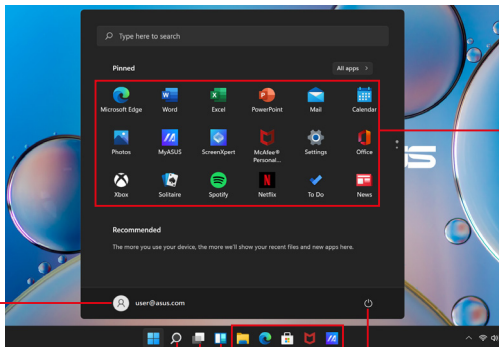 Type here to search
Pinned
All apps >
Microsoft Edge
Word
Excel
PowerPoint
Mail
Calendar
Photos
MyASUS
ScreenXpert
McAfee®
Personal...
Settings
Office
Xbox
Solitaire
Spotify
Netflix
To Do
News
Recommended
The more you use your device, the more we'll show your recent files and new apps here.
user@asus.com